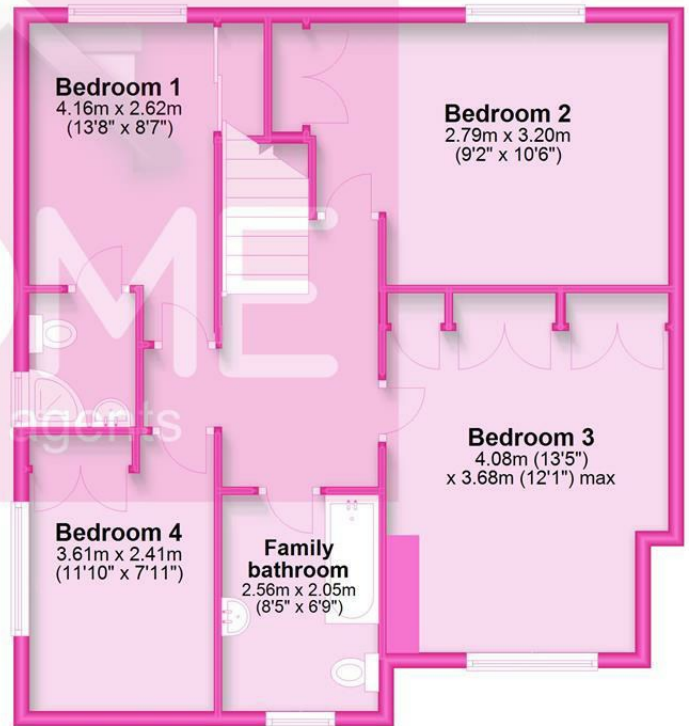 Bedroom 1
4.16m x 2.62m
(13'8" x 8'7")
Bedroom 2
2.79m x 3.20m
(9'2" x 10'6")
OME
agents
Bedroom 3
4.08m (13'5")
x 3.68m (12'1") max
Bedroom 4
3.61m x 2.41m
(11'10" x 7'11")
Family
bathroom
2.56m x 2.05m
(8'5" x 6'9")